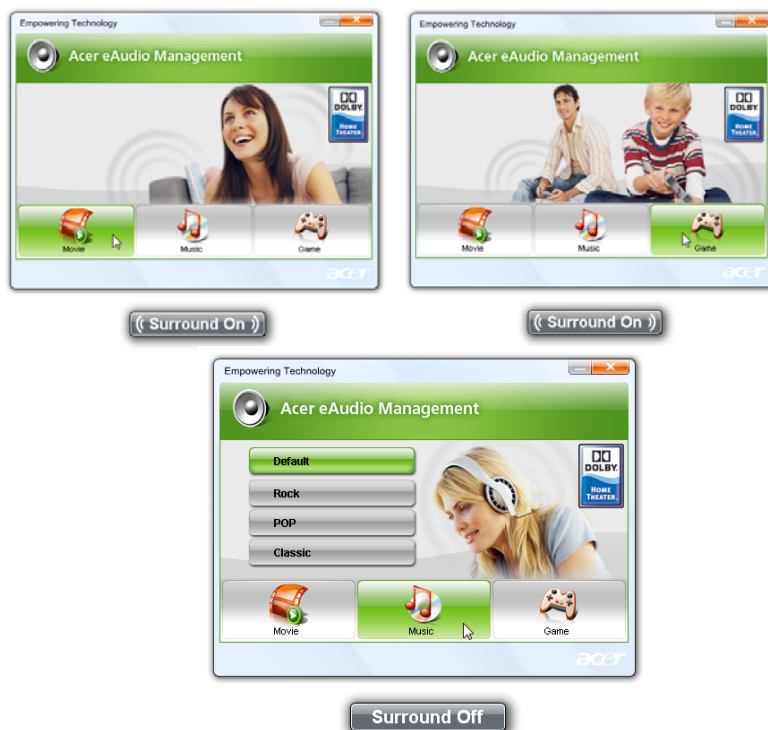 Empowering Technology
Acer eAudio Management
DOLBY
HOME
THEATER
Movie
Music
Game
acer
Empowering Technology
Acer eAudio Management
DOLBY
HOME
THEATER
Movie
Music
Game
acer
(( Surround On ))
(( Surround On ))
Empowering Technology
Acer eAudio Management
Default
Rock
POP
Classic
DOLBY
HOME
THEATER
Movie
Music
Game
acer
Surround Off